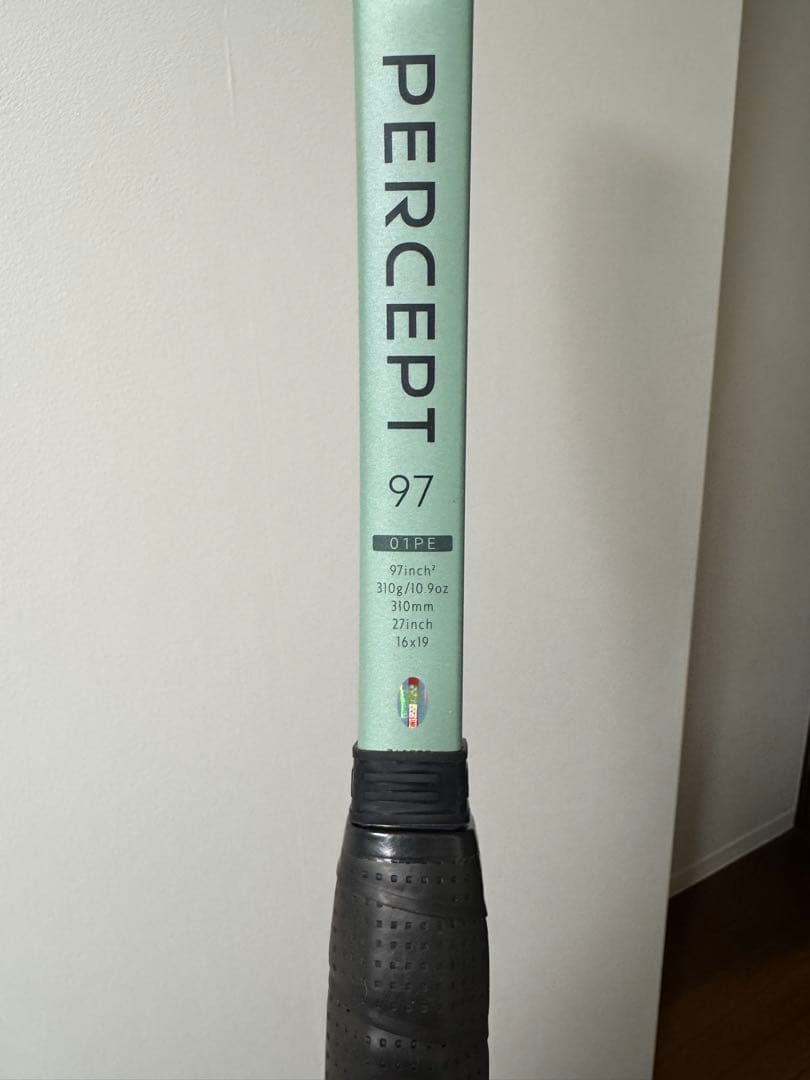 PERCEPT
97
01PE
97inch²
310g/10.9oz
310mm
27inch
16x19